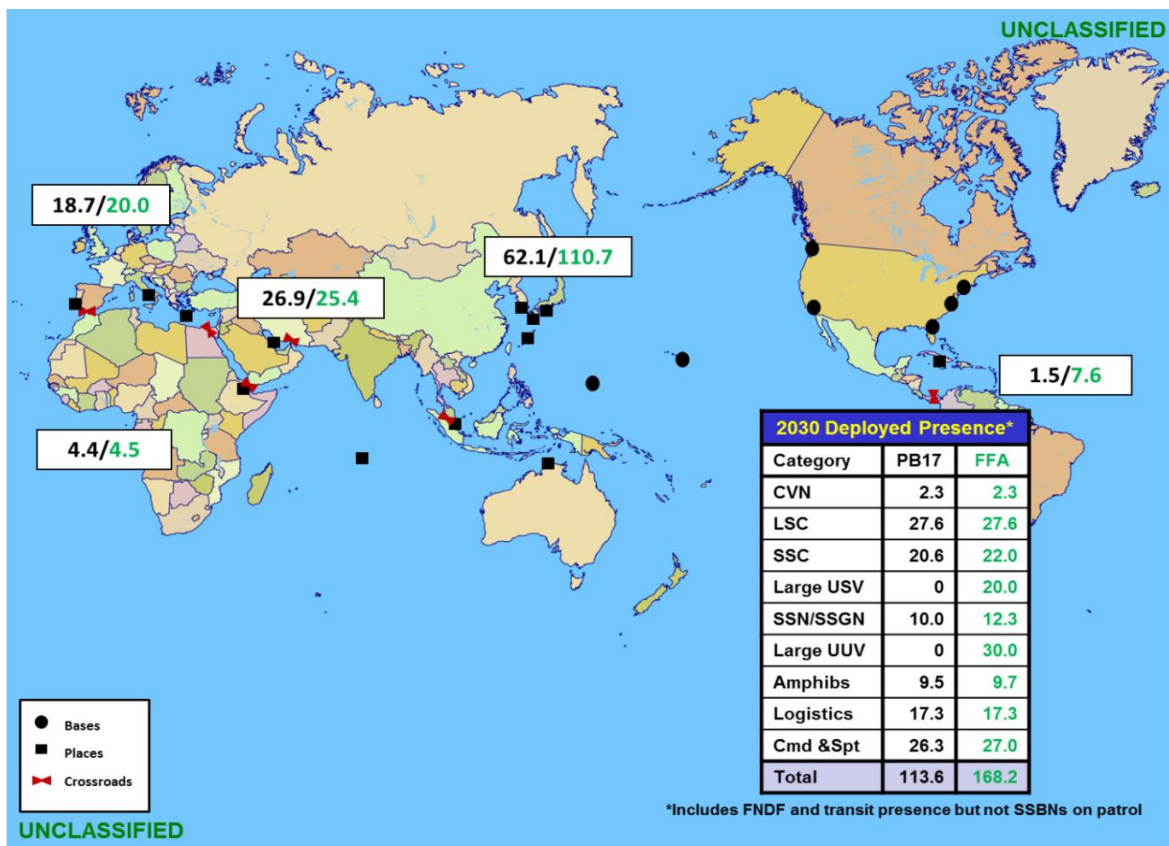 UNCLASSIFIED
18.7/20.0
62.1/110.7
26.9/25.4
1.5/7.6
4.4/4.5
2030 Deployed Presence*
Category PB17 FFA
CVN 2.3 2.3
LSC 27.6 27.6
SSC 20.6 22.0
Large USV 0 20.0
SSN/SSGN 10.0 12.3
Large UUV 0 30.0
Amphibs 9.5 9.7
Logistics 17.3 17.3
Cmd &Spt 26.3 27.0
Total 113.6 168.2
*Includes FNDF and transit presence but not SSBNs on patrol
Bases
Places
Crossroads
UNCLASSIFIED